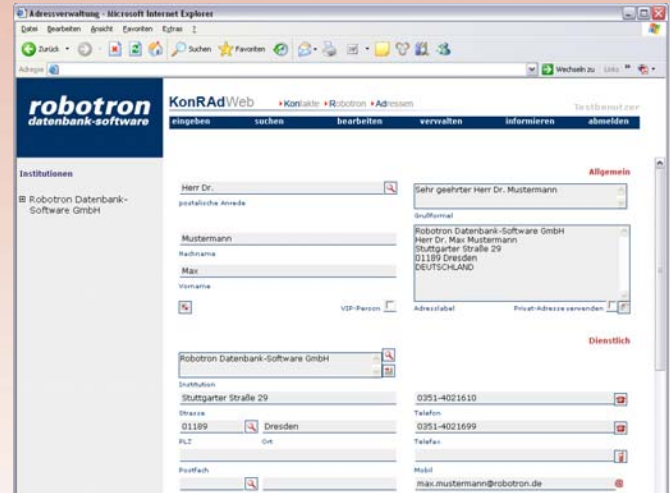 Adressverwaltung - Microsoft Internet Explorer
Datei Bearbeiten Ansicht Favoriten Extras ?
Zurück Suchen Favoriten
Adresse Wechseln zu Links »
robotron
datenbank-software
KonRAdWeb Kontakte Robotron Adressen
Testbenutzer
eingeben suchen bearbeiten verwalten informieren abmelden
Institutionen
Robotron Datenbank-
Software GmbH
Allgemein
Herr Dr.
postalische Anrede
Sehr geehrter Herr Dr. Mustermann
Grußformel
Mustermann
Nachname
Max
Vorname
VIP-Person
Robotron Datenbank-Software GmbH
Herr Dr. Max Mustermann
Stuttgarter Straße 29
01189 Dresden
DEUTSCHLAND
Adresslabel Privat-Adresse verwenden
Dienstlich
Robotron Datenbank-Software GmbH
Institution
Stuttgarter Straße 29
Strasse
01189 Dresden
PLZ Ort
Postfach
0351-4021610
Telefon
0351-4021699
Telefax
Mobil
max.mustermann@robotron.de